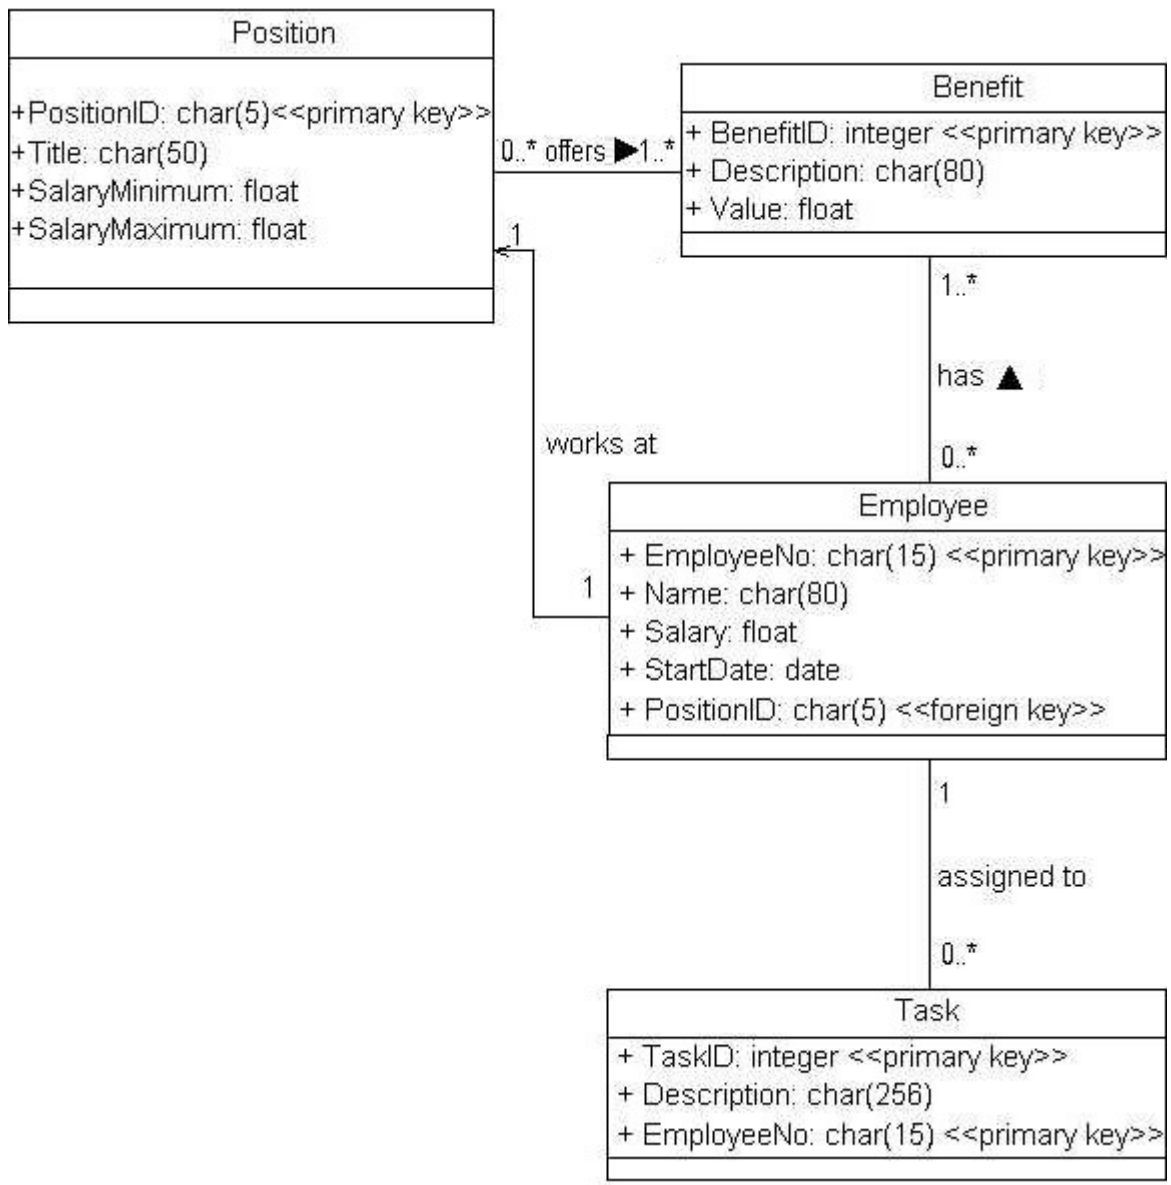 Position
+PositionID: char(5)<<primary key>>
+Title: char(50)
+SalaryMinimum: float
+SalaryMaximum: float
0..* offers ▶1..*
Benefit
+ BenefitID: integer <<primary key>>
+ Description: char(80)
+ Value: float
1
1..*
has ▲
0..*
works at
1
Employee
+ EmployeeNo: char(15) <<primary key>>
+ Name: char(80)
+ Salary: float
+ StartDate: date
+ PositionID: char(5) <<foreign key>>
1
assigned to
0..*
Task
+ TaskID: integer <<primary key>>
+ Description: char(256)
+ EmployeeNo: char(15) <<primary key>>